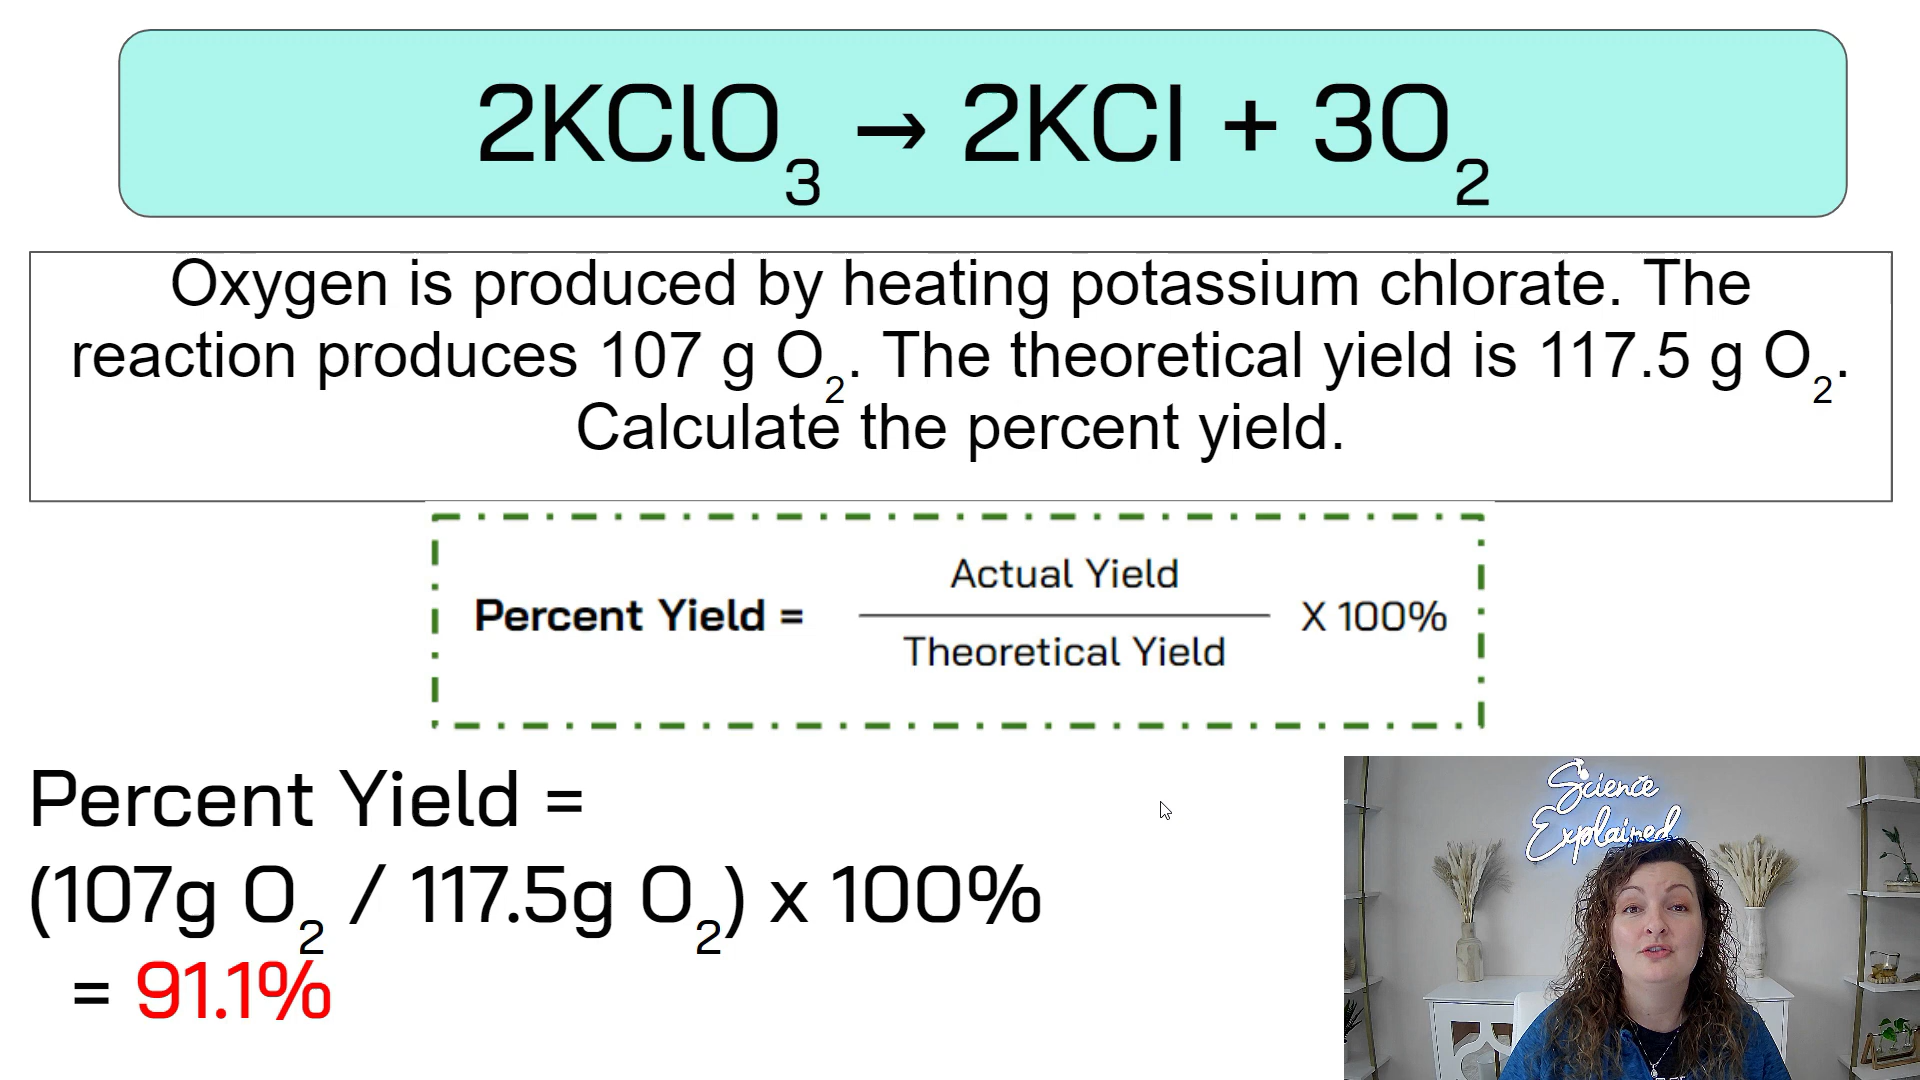 2KClO₃ → 2KCl + 3O₂
Oxygen is produced by heating potassium chlorate. The
reaction produces 107 g O₂. The theoretical yield is 117.5 g O₂.
Calculate the percent yield.
Percent Yield = Actual Yield / Theoretical Yield X 100%
Percent Yield =
(107g O₂ / 117.5g O₂) x 100%
= 91.1%
Science
Explained